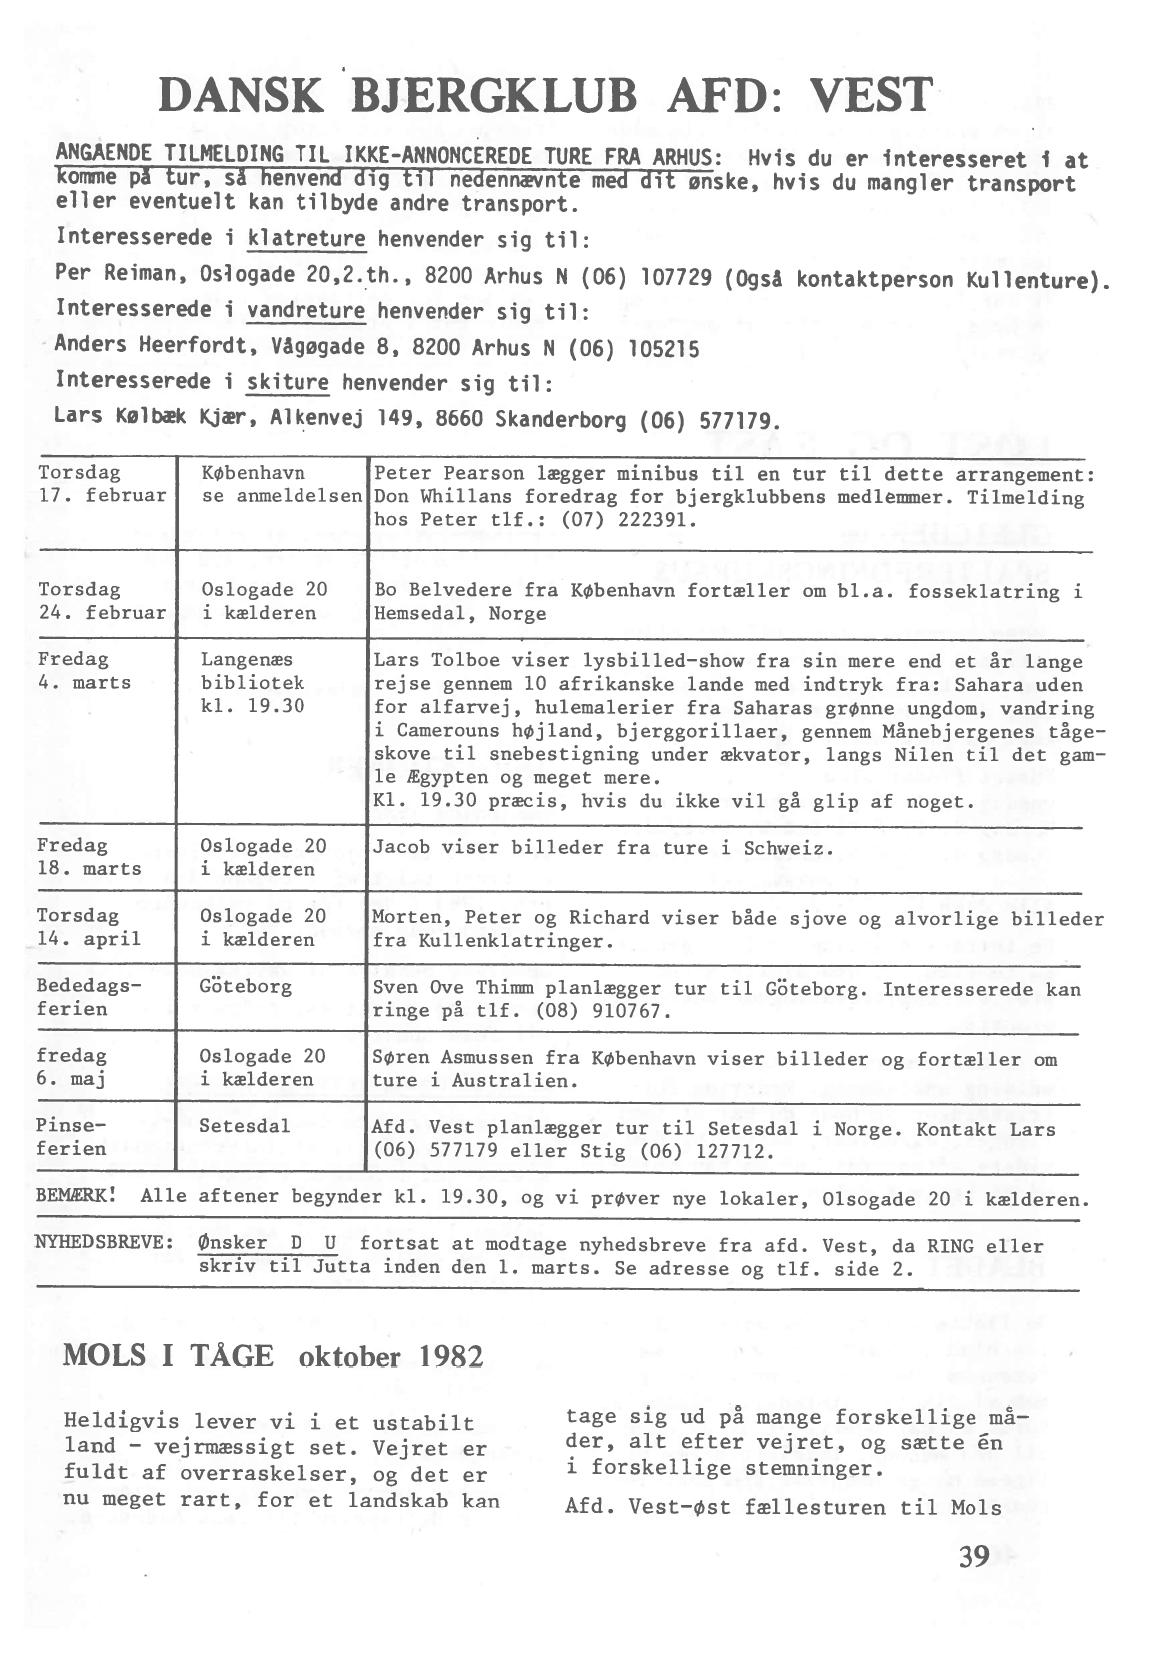 DANSK BJERGKLUB AFD: VEST
ANGAENDE TILMELDING TIL IKKE-ANNONCEREDE TURE FRA ARHUS: Hvis du er interesseret i at
komme på tur, så henvend dig til nedennævnte med dit ønske, hvis du mangler transport
eller eventuelt kan tilbyde andre transport.
Interesserede i klatreture henvender sig til:
Per Reiman, Oslogade 20,2.th., 8200 Arhus N (06) 107729 (Også kontaktperson Kullenture).
Interesserede i vandreture henvender sig til:
Anders Heerfordt, Vågøgade 8, 8200 Arhus N (06) 105215
Interesserede i skiture henvender sig til:
Lars Kølbæk Kjær, Alkenvej 149, 8660 Skanderborg (06) 577179.
Torsdag København Peter Pearson lægger minibus til en tur til dette arrangement:
17. februar se anmeldelsen Don Whillans foredrag for bjergklubbens medlemmer. Tilmelding
hos Peter tlf.: (07) 222391.
Torsdag Oslogade 20 Bo Belvedere fra København fortæller om bl.a. fosseklatring i
24. februar i kælderen Hemsedal, Norge
Fredag Langenæs Lars Tolboe viser lysbilled-show fra sin mere end et år lange
4. marts bibliotek rejse gennem 10 afrikanske lande med indtryk fra: Sahara uden
kl. 19.30 for alfarvej, hulemalerier fra Saharas grønne ungdom, vandring
i Camerouns højland, bjerggorillaer, gennem Månebjergenes tåge-
skove til snebestigning under ækvator, langs Nilen til det gam-
le Ægypten og meget mere.
Kl. 19.30 præcis, hvis du ikke vil gå glip af noget.
Fredag Oslogade 20 Jacob viser billeder fra ture i Schweiz.
18. marts i kælderen
Torsdag Oslogade 20 Morten, Peter og Richard viser både sjove og alvorlige billeder
14. april i kælderen fra Kullenklatringer.
Bededags- Göteborg Sven Ove Thimm planlægger tur til Göteborg. Interesserede kan
ferien ringe på tlf. (08) 910767.
fredag Oslogade 20 Søren Asmussen fra København viser billeder og fortæller om
6. maj i kælderen ture i Australien.
Pinse- Setesdal Afd. Vest planlægger tur til Setesdal i Norge. Kontakt Lars
ferien (06) 577179 eller Stig (06) 127712.
BEMÆRK! Alle aftener begynder kl. 19.30, og vi prøver nye lokaler, Olsogade 20 i kælderen.
NYHEDSBREVE: Ønsker D U fortsat at modtage nyhedsbreve fra afd. Vest, da RING eller
skriv til Jutta inden den 1. marts. Se adresse og tlf. side 2.
MOLS I TÅGE oktober 1982
Heldigvis lever vi i et ustabilt
land - vejrmæssigt set. Vejret er
fuldt af overraskelser, og det er
nu meget rart, for et landskab kan
tage sig ud på mange forskellige må-
der, alt efter vejret, og sætte én
i forskellige stemninger.
Afd. Vest-øst fællesturen til Mols
39